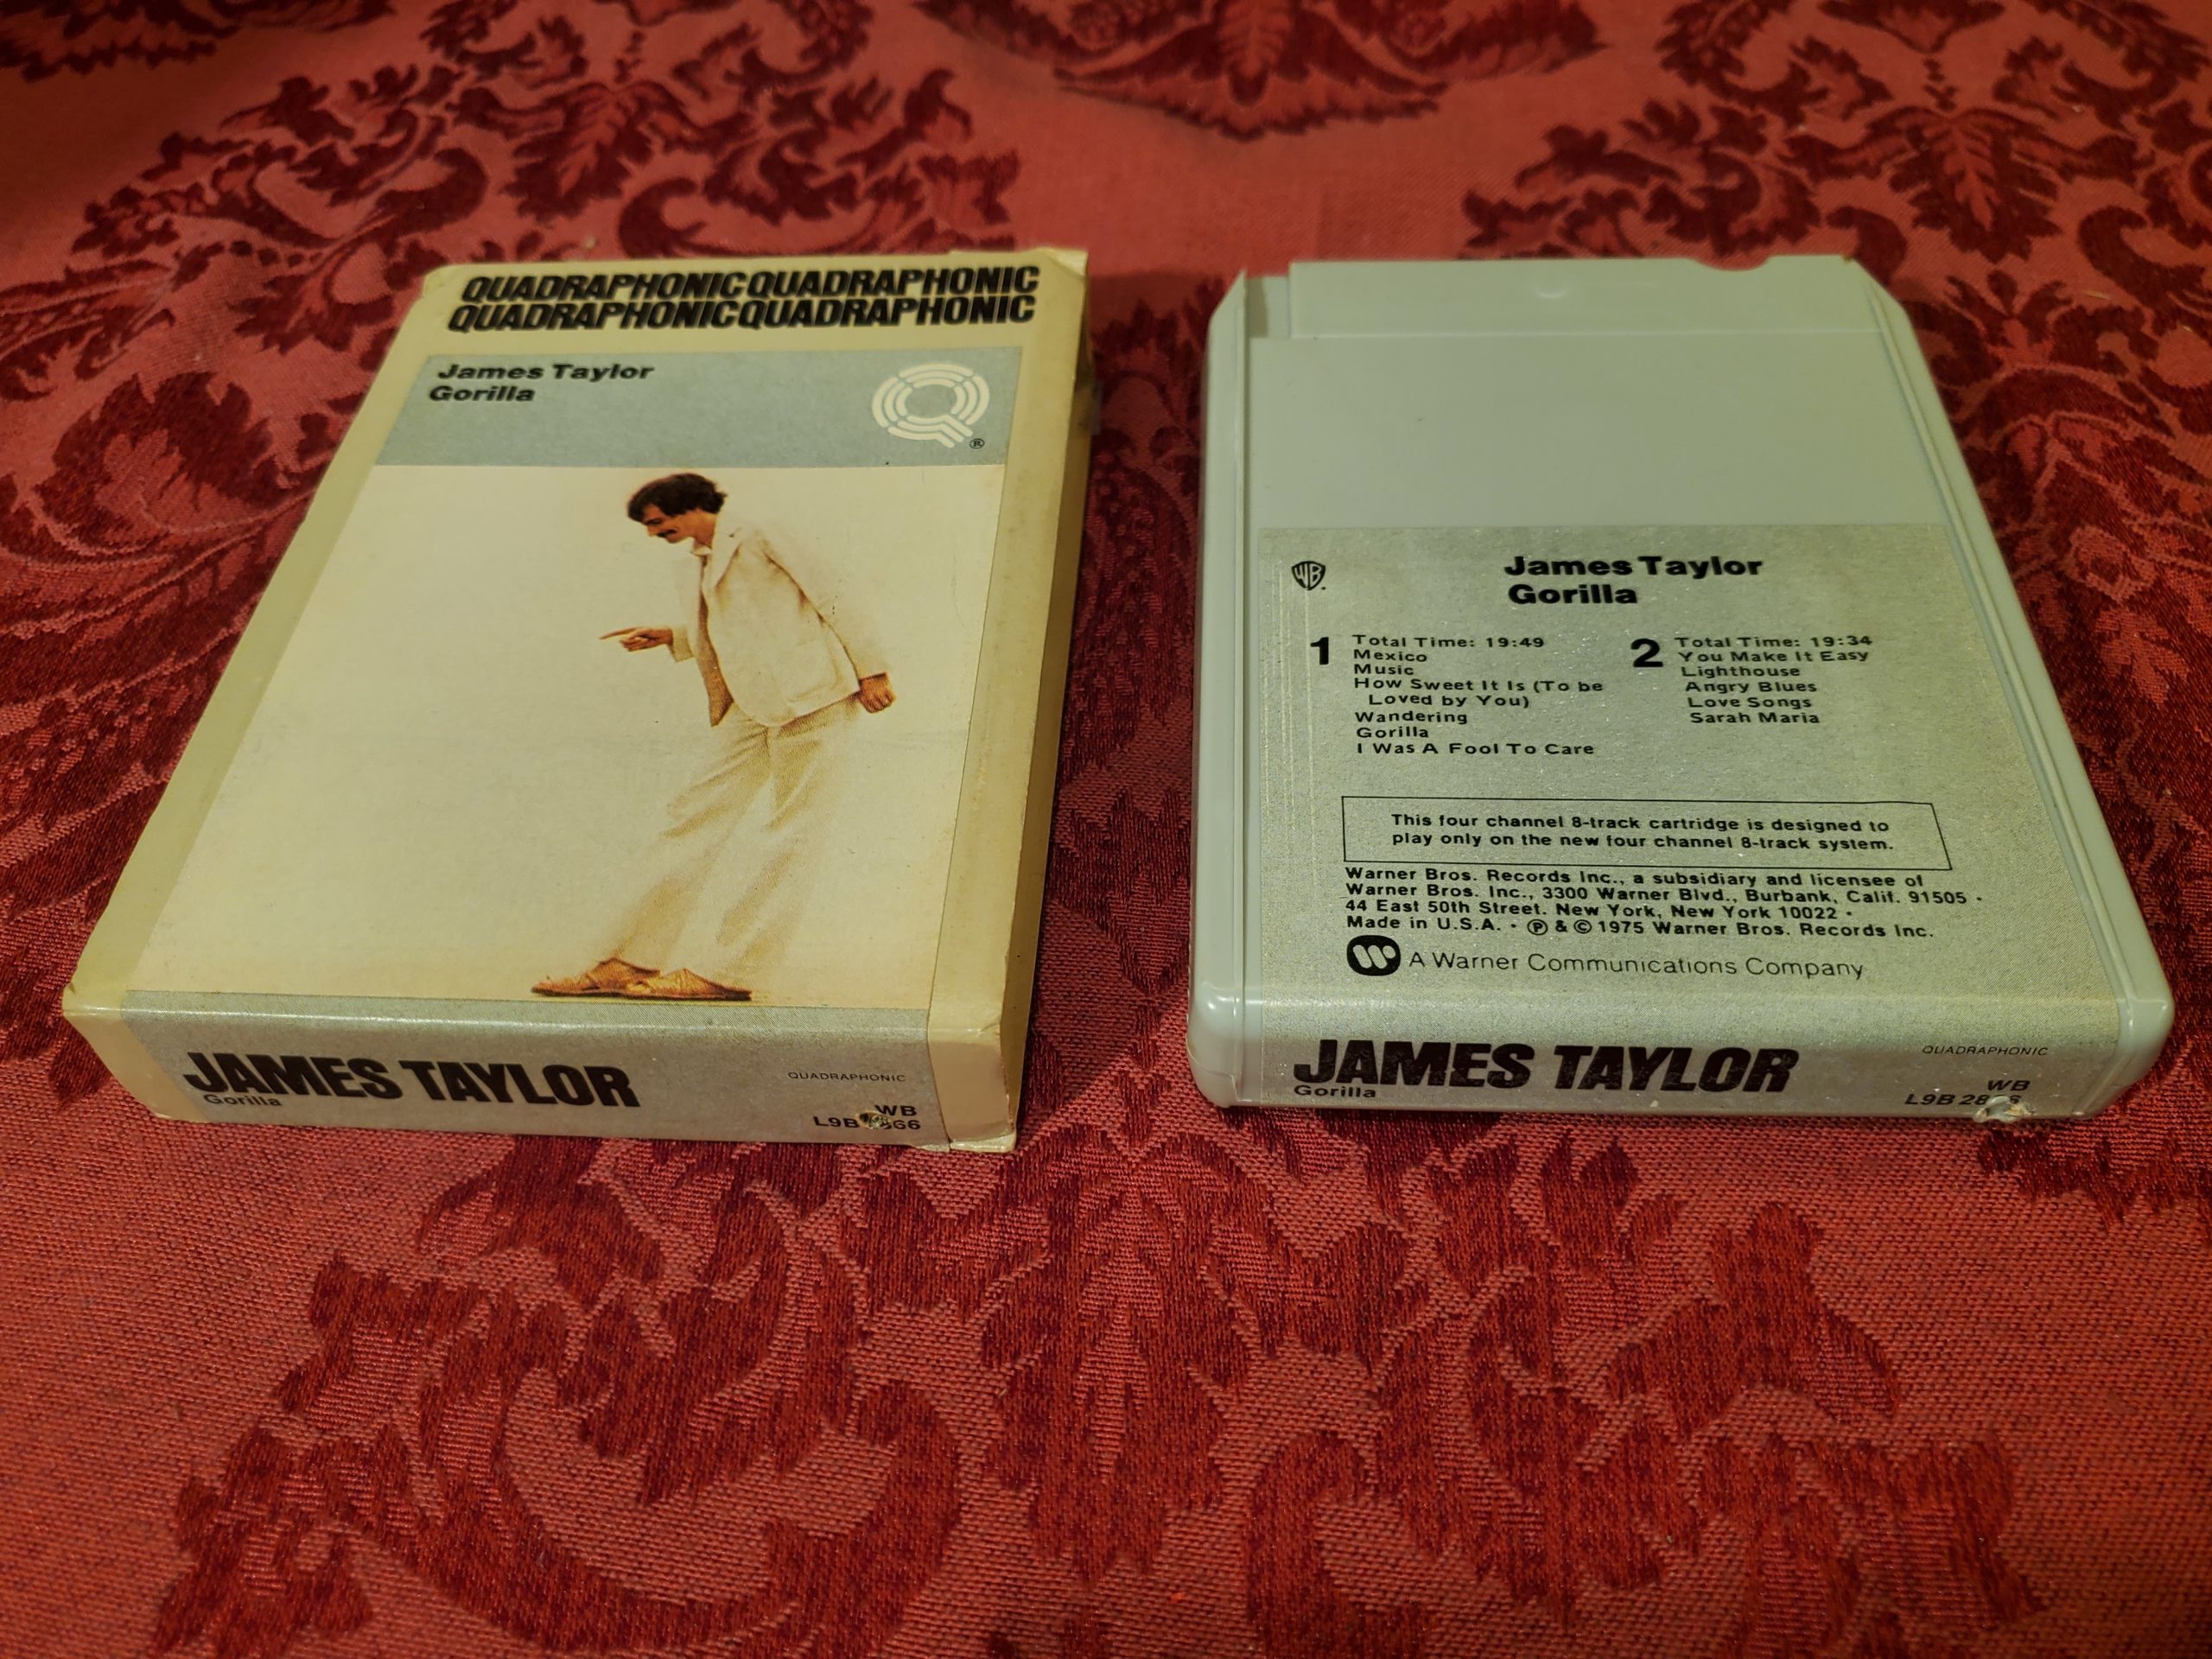 QUADRAPHONICQUADRAPHONIC
QUADRAPHONICQUADRAPHONIC
James Taylor
Gorilla
Q
®
JAMES TAYLOR
Gorilla
QUADRAPHONIC
WB
WB
James Taylor
Gorilla
1
Total Time: 19:49
Mexico
Music
How Sweet It Is (To be
Loved by You)
Wandering
Gorilla
I Was A Fool To Care
2
Total Time: 19:34
You Make It Easy
Lighthouse
Angry Blues
Love Songs
Sarah Maria
This four channel 8-track cartridge is designed to
play only on the new four channel 8-track system.
Warner Bros. Records Inc., a subsidiary and licensee of
Warner Bros. Inc., 3300 Warner Blvd., Burbank, Calif. 91505 ·
44 East 50th Street. New York, New York 10022 ·
Made in U.S.A. · ℗ & © 1975 Warner Bros. Records Inc.
A Warner Communications Company
JAMES TAYLOR
Gorilla
QUADRAPHONIC
WB
L9B